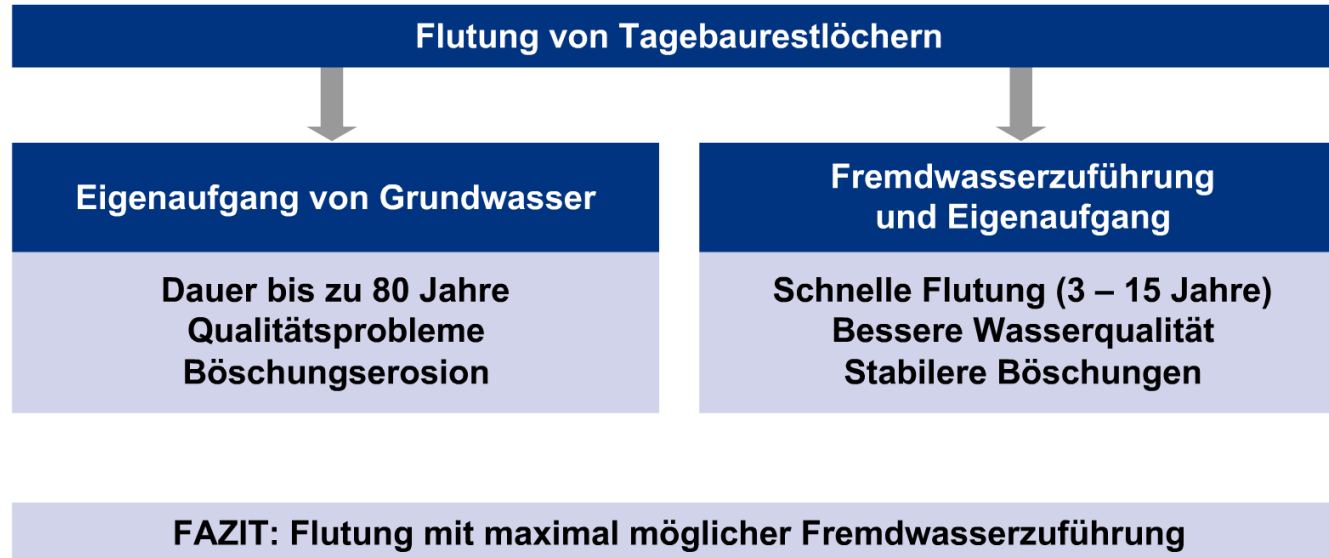 Flutung von Tagebaurestlöchern
Eigenaufgang von Grundwasser
Dauer bis zu 80 Jahre
Qualitätsprobleme
Böschungserosion
Fremdwasserzuführung
und Eigenaufgang
Schnelle Flutung (3 – 15 Jahre)
Bessere Wasserqualität
Stabilere Böschungen
FAZIT: Flutung mit maximal möglicher Fremdwasserzuführung